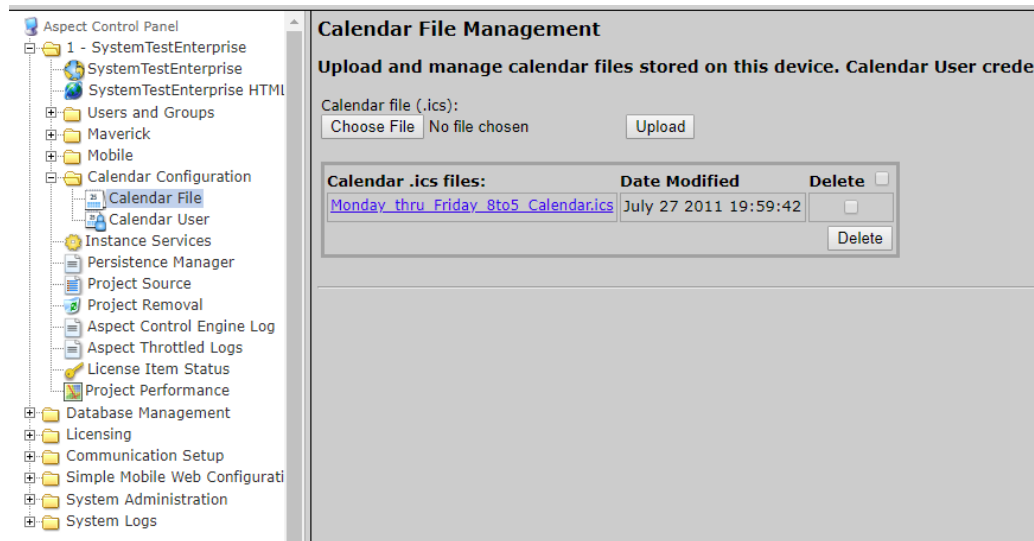 Aspect Control Panel
1 - SystemTestEnterprise
SystemTestEnterprise
SystemTestEnterprise HTML
Users and Groups
Maverick
Mobile
Calendar Configuration
Calendar File
Calendar User
Instance Services
Persistence Manager
Project Source
Project Removal
Aspect Control Engine Log
Aspect Throttled Logs
License Item Status
Project Performance
Database Management
Licensing
Communication Setup
Simple Mobile Web Configurati
System Administration
System Logs
Calendar File Management
Upload and manage calendar files stored on this device. Calendar User crede
Calendar file (.ics):
Choose File No file chosen Upload
Calendar .ics files: Date Modified Delete
Monday_thru_Friday_8to5_Calendar.ics July 27 2011 19:59:42
Delete